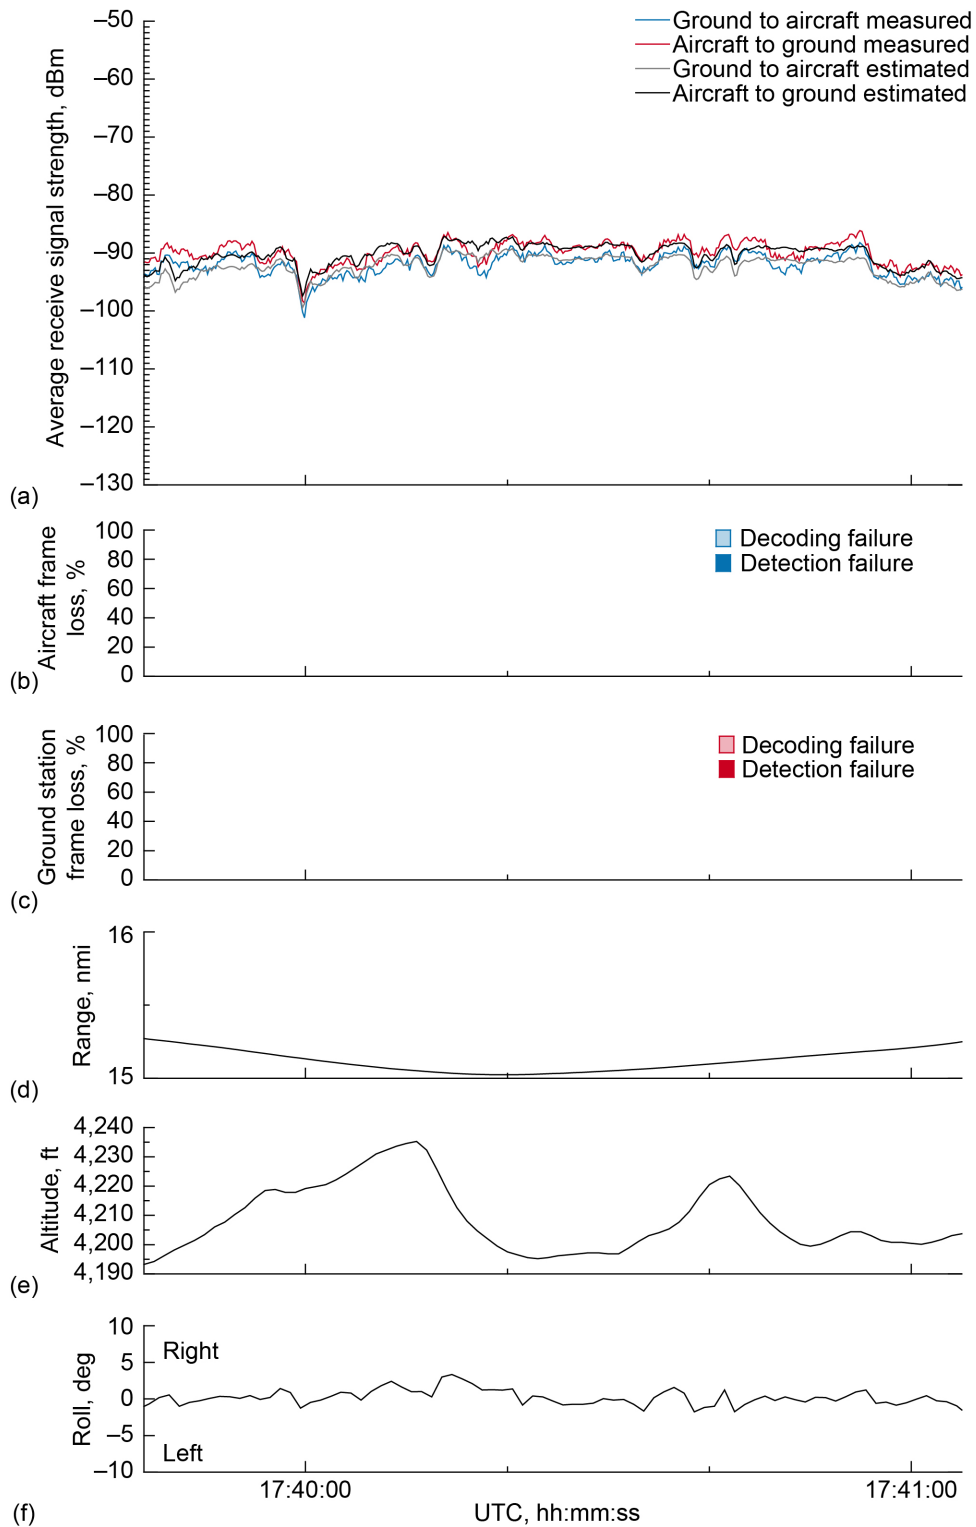 Ground to aircraft measured
Aircraft to ground measured
Ground to aircraft estimated
Aircraft to ground estimated
Average receive signal strength, dBm
–50
–60
–70
–80
–90
–100
–110
–120
–130
(a)
Aircraft frame
loss, %
100
80
60
40
20
0
Decoding failure
Detection failure
(b)
Ground station
frame loss, %
100
80
60
40
20
0
Decoding failure
Detection failure
(c)
Range, nmi
16
15
(d)
Altitude, ft
4,240
4,230
4,220
4,210
4,200
4,190
(e)
Roll, deg
10
5
0
–5
–10
Right
Left
17:40:00
17:41:00
UTC, hh:mm:ss
(f)